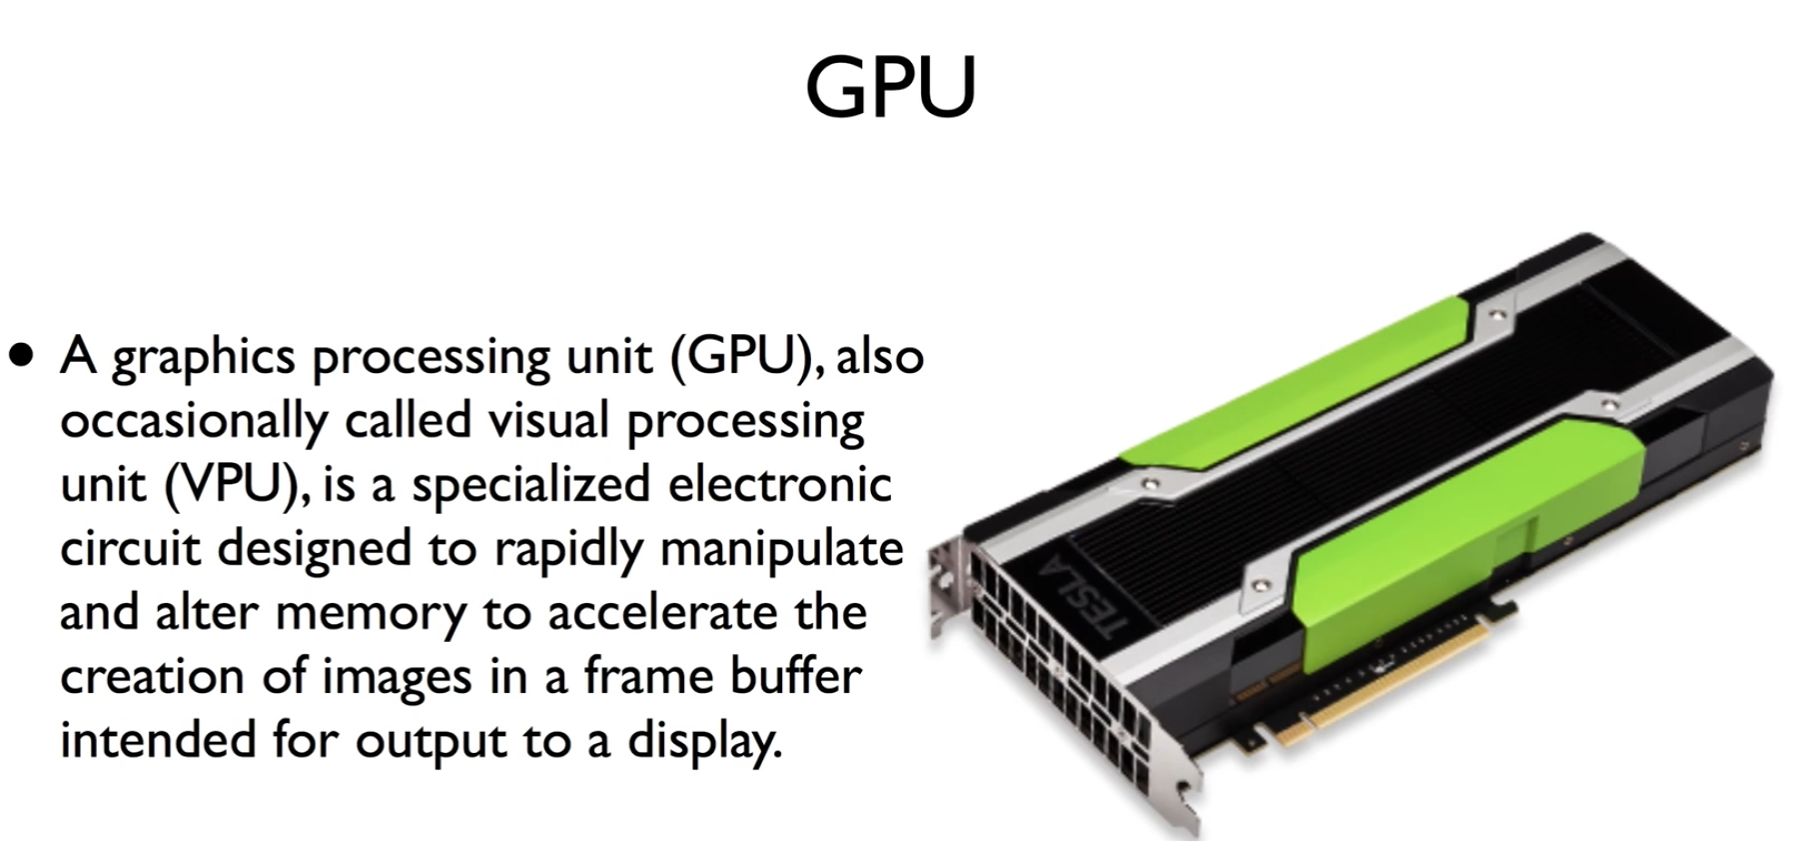 GPU
• A graphics processing unit (GPU), also
occasionally called visual processing
unit (VPU), is a specialized electronic
circuit designed to rapidly manipulate
and alter memory to accelerate the
creation of images in a frame buffer
intended for output to a display.
TESLA